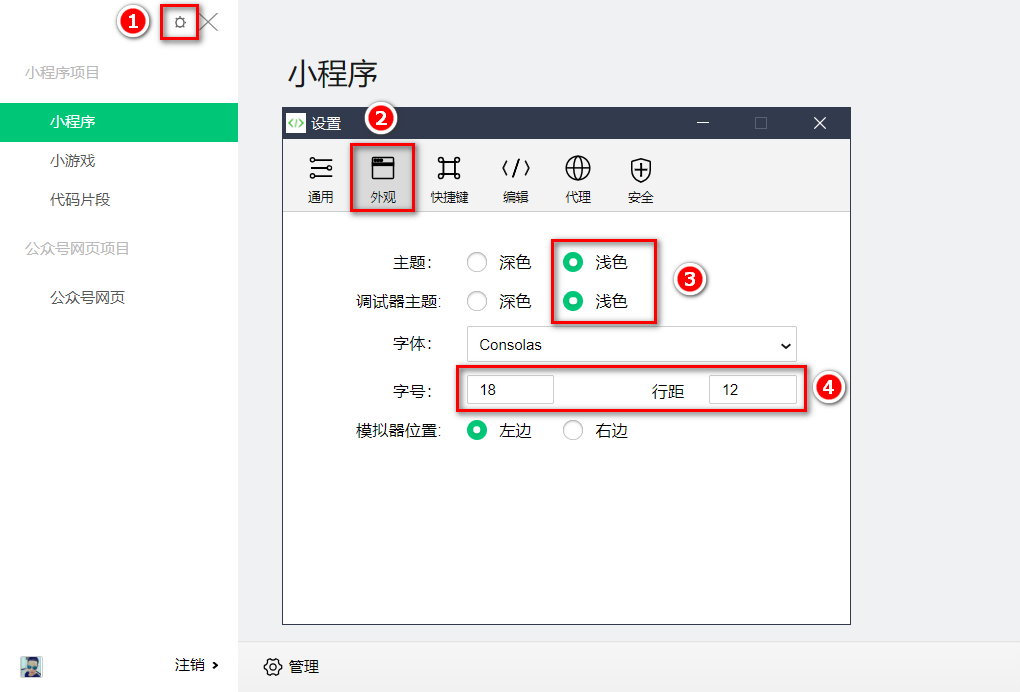 1
小程序项目
小程序
小游戏
代码片段
公众号网页项目
公众号网页
注销
小程序
</> 设置
2
通用 外观 快捷键 编辑 代理 安全
主题: 深色 浅色
3
调试器主题: 深色 浅色
字体: Consolas
字号: 18 行距 12
4
模拟器位置: 左边 右边
管理